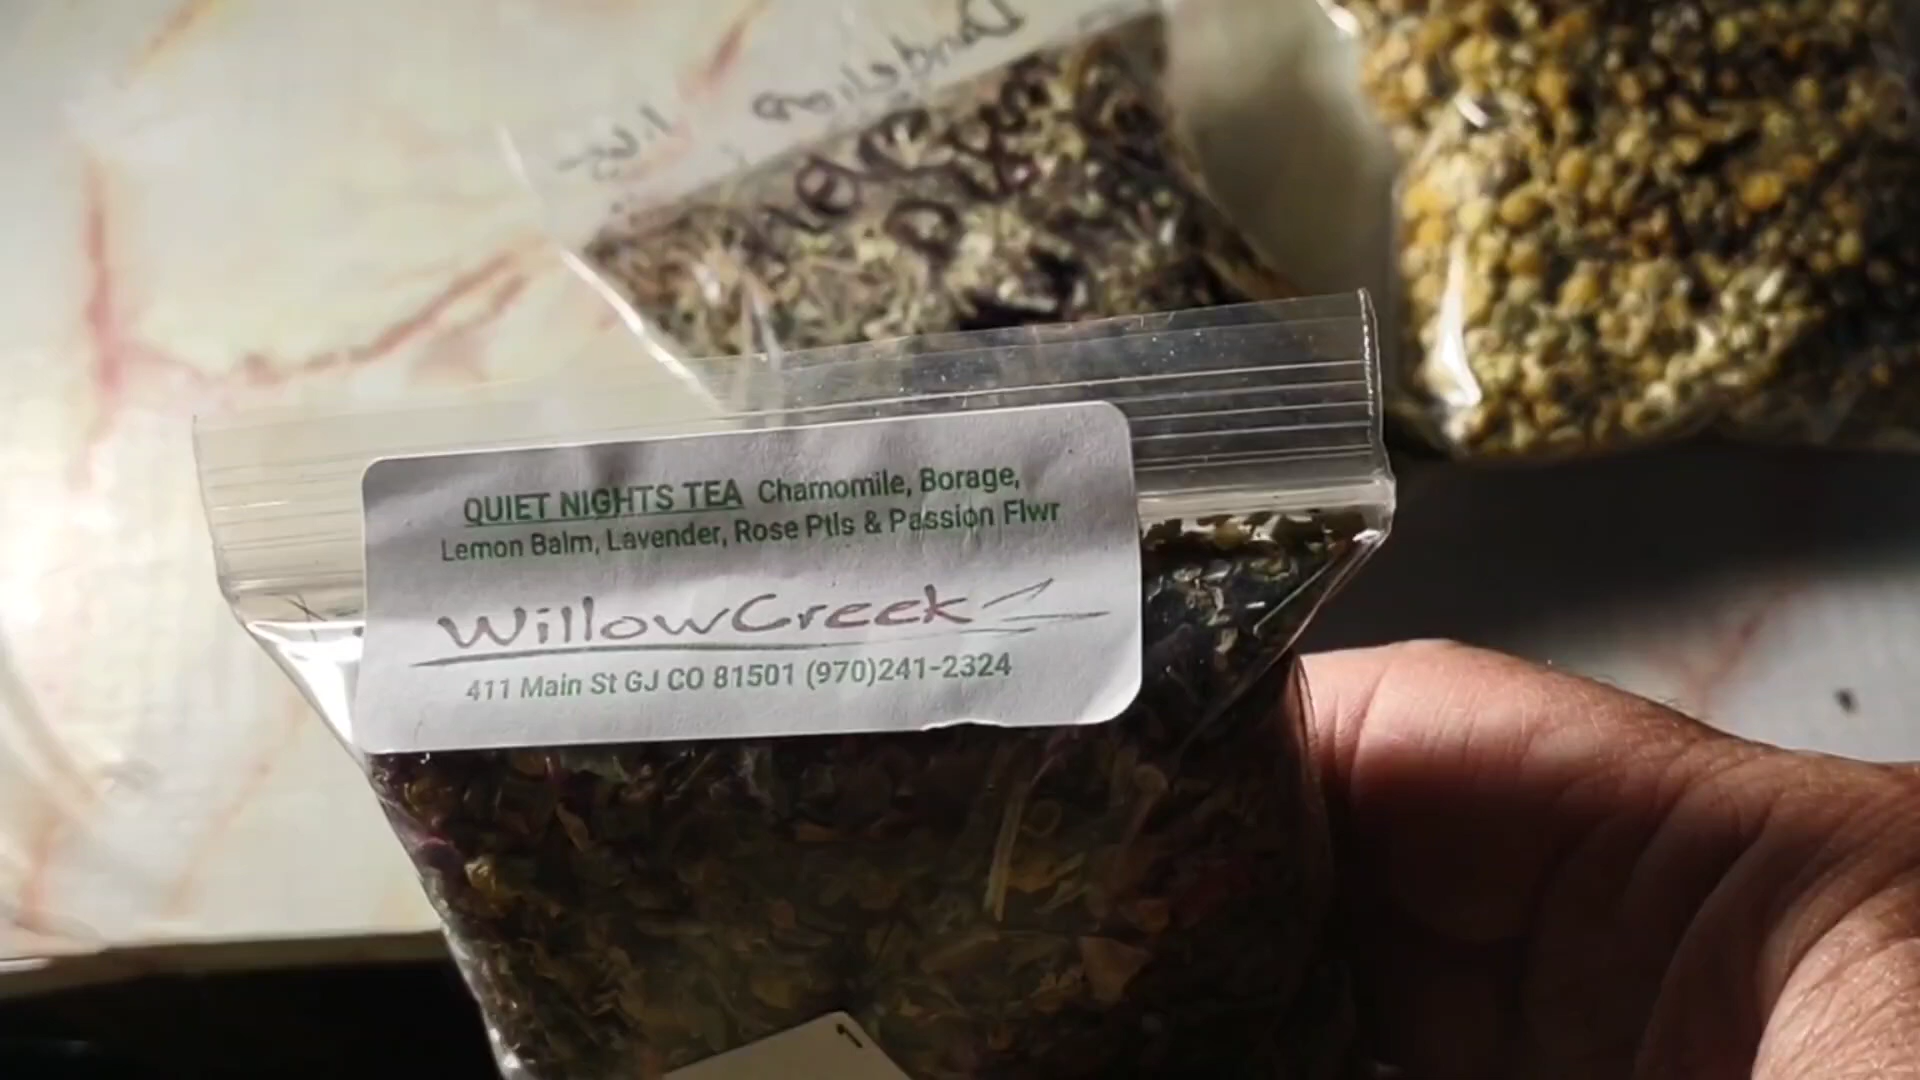 Dandelion
QUIET NIGHTS TEA Chamomile, Borage,
Lemon Balm, Lavender, Rose Ptls & Passion Flwr
WillowCreek
411 Main St GJ CO 81501 (970)241-2324